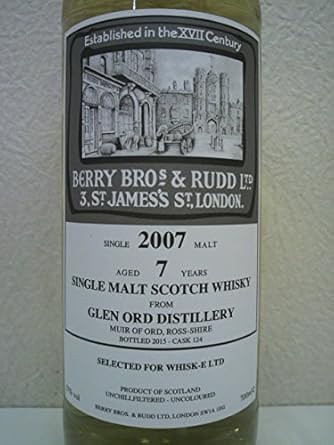 Established in the XVII Century
BERRY BROS & RUDD LTD
3, ST JAMES'S ST, LONDON.
SINGLE 2007 MALT
AGED 7 YEARS
SINGLE MALT SCOTCH WHISKY
FROM
GLEN ORD DISTILLERY
MUIR OF ORD, ROSS-SHIRE
BOTTLED 2015 - CASK 124
SELECTED FOR WHISK-E LTD
PRODUCT OF SCOTLAND
UNCHILLFILTERED - UNCOLOURED
vol 700ml
BERRY BROS. & RUDD LTD, LONDON SW1A 1EG